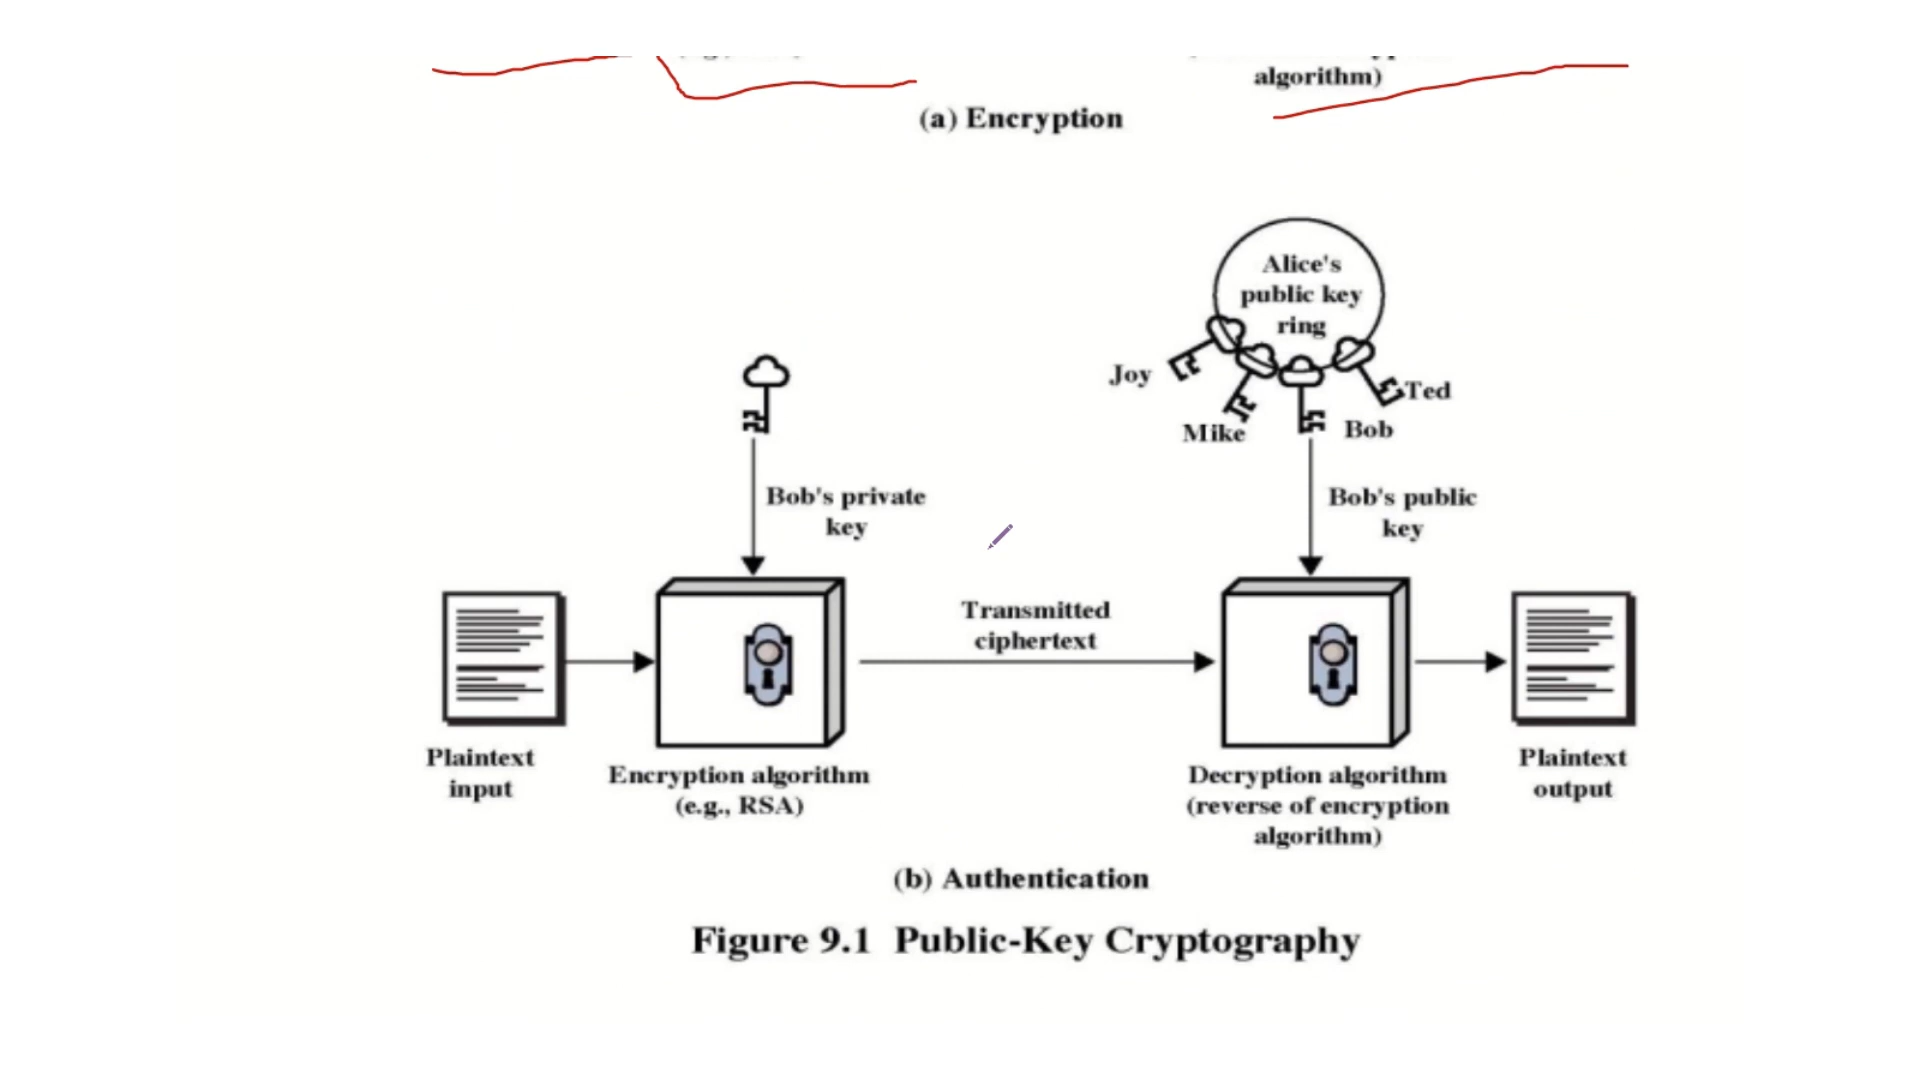 algorithm)
(a) Encryption
Alice's
public key
ring
Joy
Mike
Bob
Ted
Bob's private
key
Bob's public
key
Transmitted
ciphertext
Plaintext
input
Encryption algorithm
(e.g., RSA)
Decryption algorithm
(reverse of encryption
algorithm)
Plaintext
output
(b) Authentication
Figure 9.1 Public-Key Cryptography